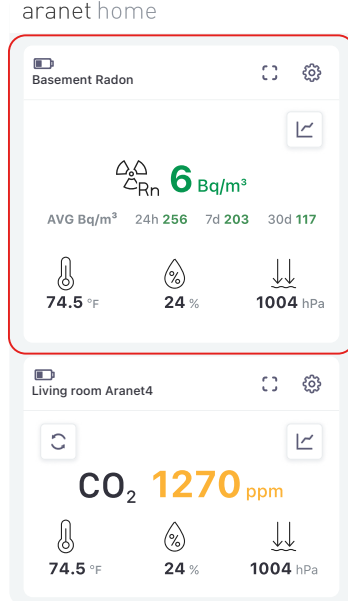 aranet home
Basement Radon
Rn 6 Bq/m³
AVG Bq/m³ 24h 256 7d 203 30d 117
%
74.5 °F 24 % 1004 hPa
Living room Aranet4
CO₂ 1270 ppm
%
74.5 °F 24 % 1004 hPa